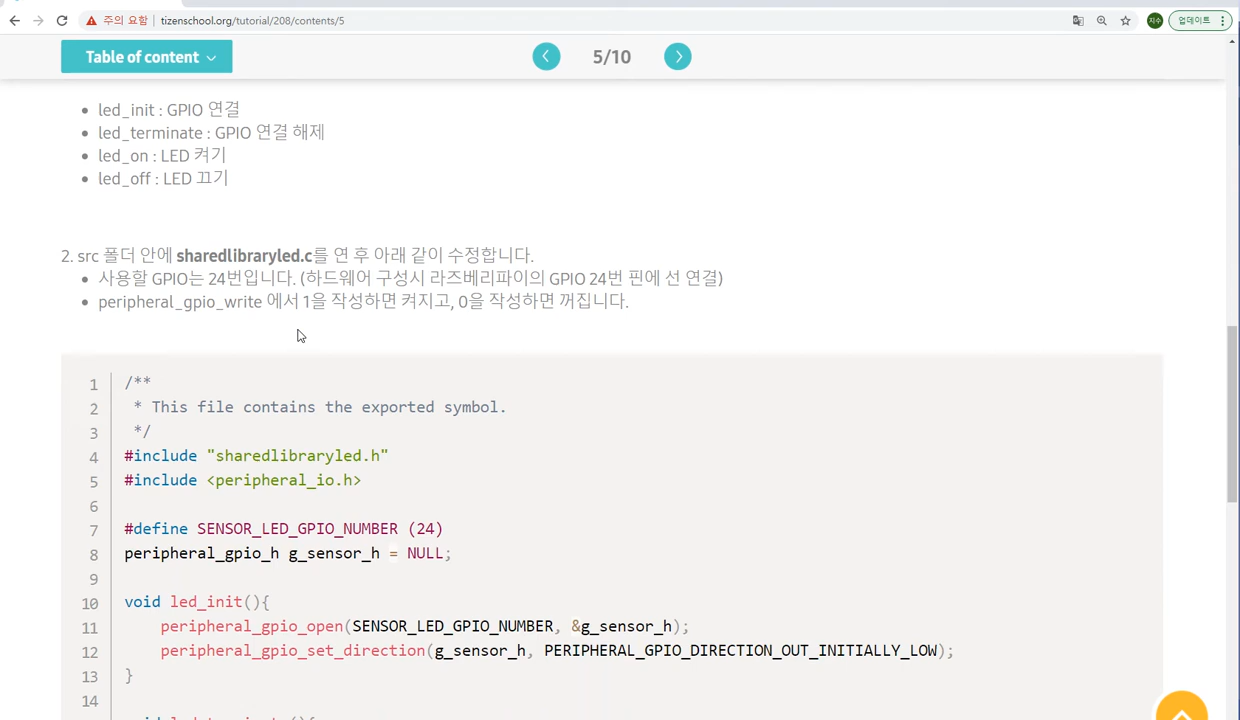 주의 요함 tizenschool.org/tutorial/208/contents/5 지수 업데이트
Table of content 5/10
led_init : GPIO 연결
led_terminate : GPIO 연결 해제
led_on : LED 켜기
led_off : LED 끄기
2. src 폴더 안에 sharedlibraryled.c를 연 후 아래 같이 수정합니다.
사용할 GPIO는 24번입니다. (하드웨어 구성시 라즈베리파이의 GPIO 24번 핀에 선 연결)
peripheral_gpio_write 에서 1을 작성하면 켜지고, 0을 작성하면 꺼집니다.
1 /**
2 * This file contains the exported symbol.
3 */
4 #include "sharedlibraryled.h"
5 #include <peripheral_io.h>
6
7 #define SENSOR_LED_GPIO_NUMBER (24)
8 peripheral_gpio_h g_sensor_h = NULL;
9
10 void led_init(){
11 peripheral_gpio_open(SENSOR_LED_GPIO_NUMBER, &g_sensor_h);
12 peripheral_gpio_set_direction(g_sensor_h, PERIPHERAL_GPIO_DIRECTION_OUT_INITIALLY_LOW);
13 }
14